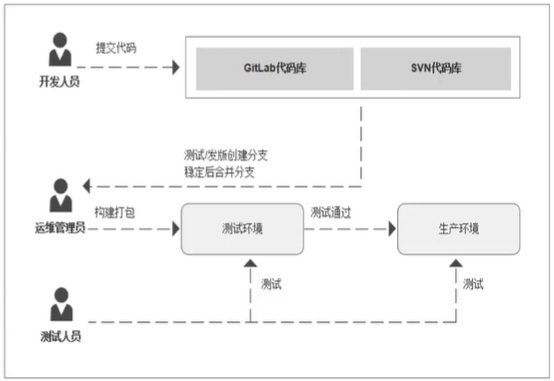 提交代码
GitLab代码库
SVN代码库
开发人员
测试/发版创建分支
稳定后合并分支
构建打包
测试通过
运维管理员
测试环境
生产环境
测试
测试
测试人员